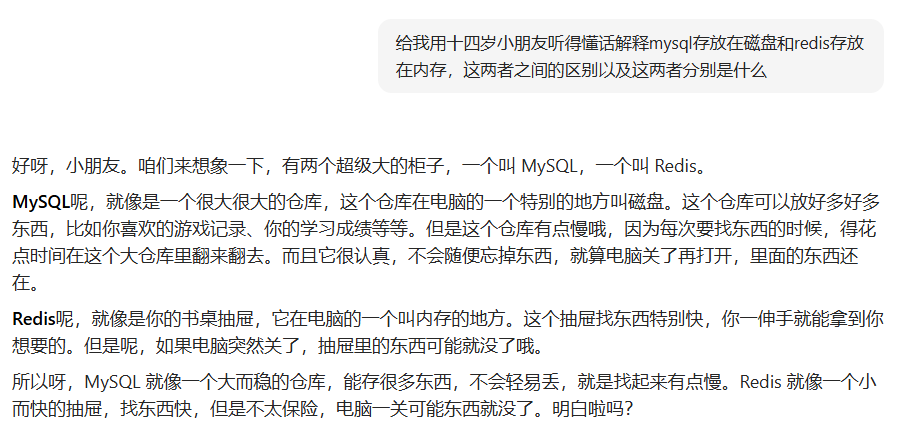 给我用十四岁小朋友听得懂话解释mysql存放在磁盘和redis存放
在内存，这两者之间的区别以及这两者分别是什么
好呀，小朋友。咱们来想象一下，有两个超级大的柜子，一个叫 MySQL，一个叫 Redis。
MySQL呢，就像是一个很大很大的仓库，这个仓库在电脑的一个特别的地方叫磁盘。这个仓库可以放好多好多
东西，比如你喜欢的游戏记录、你的学习成绩等等。但是这个仓库有点慢哦，因为每次要找东西的时候，得花
点时间在这个大仓库里翻来翻去。而且它很认真，不会随便忘掉东西，就算电脑关了再打开，里面的东西还
在。
Redis呢，就像是你的书桌抽屉，它在电脑的一个叫内存的地方。这个抽屉找东西特别快，你一伸手就能拿到你
想要的。但是呢，如果电脑突然关了，抽屉里的东西可能就没了哦。
所以呀，MySQL 就像一个大而稳的仓库，能存很多东西，不会轻易丢，就是找起来有点慢。Redis 就像一个小
而快的抽屉，找东西快，但是不太保险，电脑一关可能东西就没了。明白啦吗？